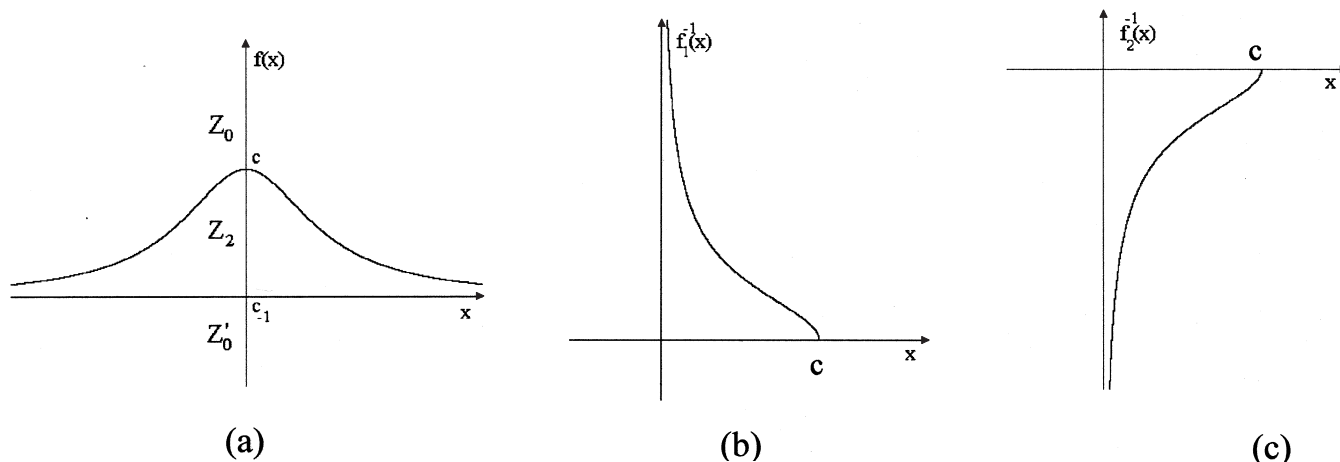 f(x)
Z₀
c
Z₂
c₋₁
x
Z'₀
(a)
f₁⁻¹(x)
x
c
(b)
f₂⁻¹(x)
c
x
(c)